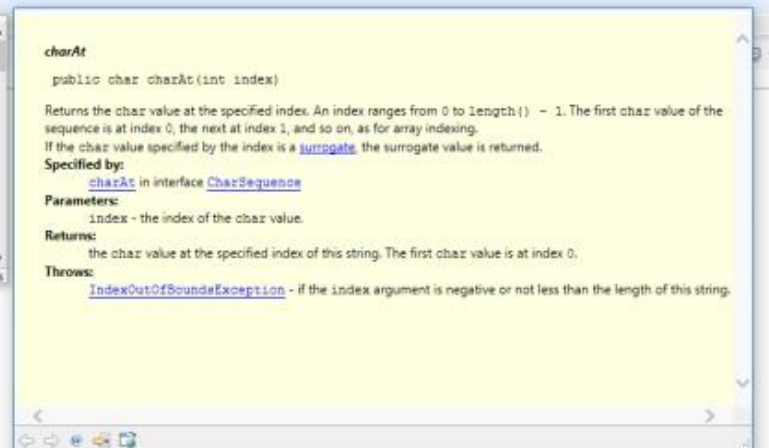 charAt
public char charAt(int index)
Returns the char value at the specified index. An index ranges from 0 to length() - 1. The first char value of the
sequence is at index 0, the next at index 1, and so on, as for array indexing.
If the char value specified by the index is a surrogate, the surrogate value is returned.
Specified by:
charAt in interface CharSequence
Parameters:
index - the index of the char value.
Returns:
the char value at the specified index of this string. The first char value is at index 0.
Throws:
IndexOutOfBoundsException - if the index argument is negative or not less than the length of this string.